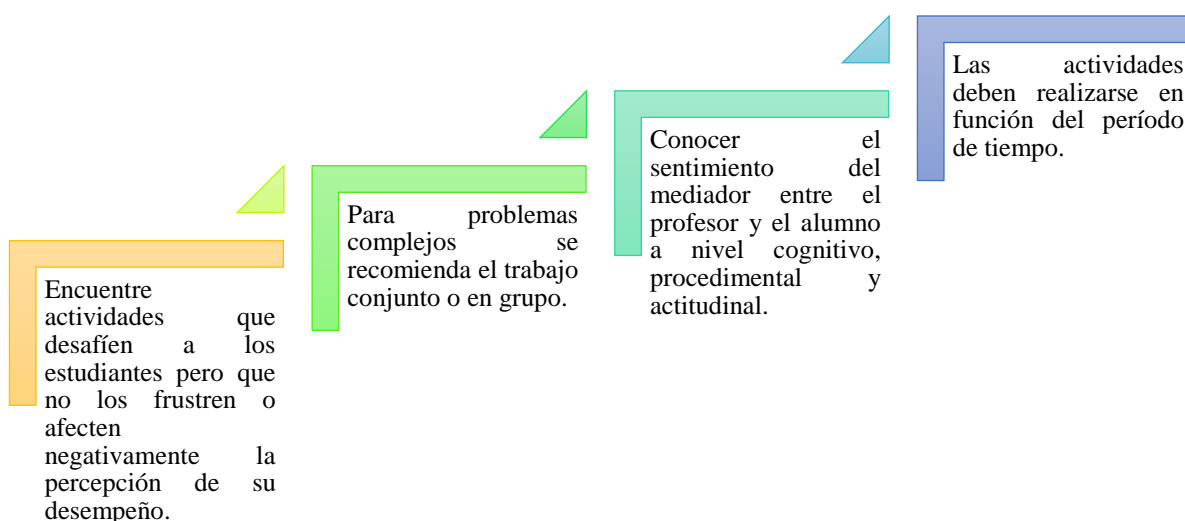 Encuentre
actividades que
desafíen a los
estudiantes pero que
no los frustren o
afecten
negativamente la
percepción de su
desempeño.
Para problemas
complejos se
recomienda el trabajo
conjunto o en grupo.
Conocer el
sentimiento del
mediador entre el
profesor y el alumno
a nivel cognitivo,
procedimental y
actitudinal.
Las actividades
deben realizarse en
función del período
de tiempo.